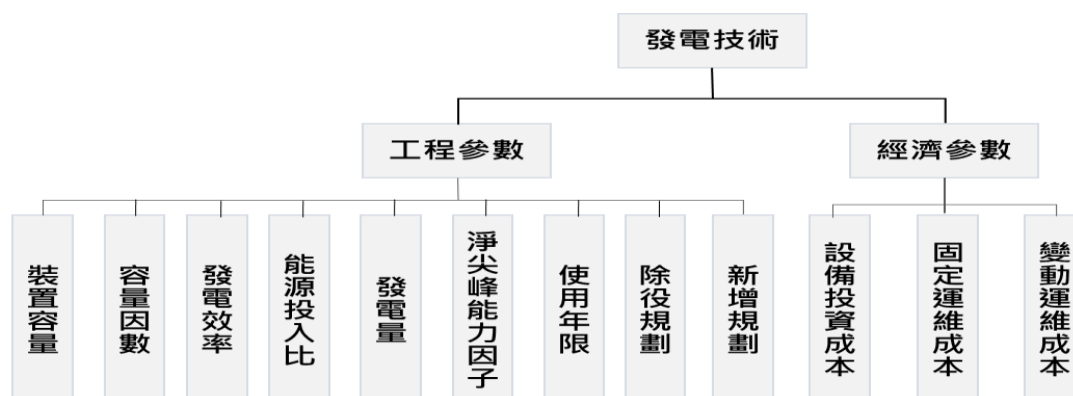 發電技術
工程參數
經濟參數
裝置容量
容量因數
發電效率
能源投入比
發電量
淨尖峰能力因子
使用年限
除役規劃
新增規劃
設備投資成本
固定運維成本
變動運維成本